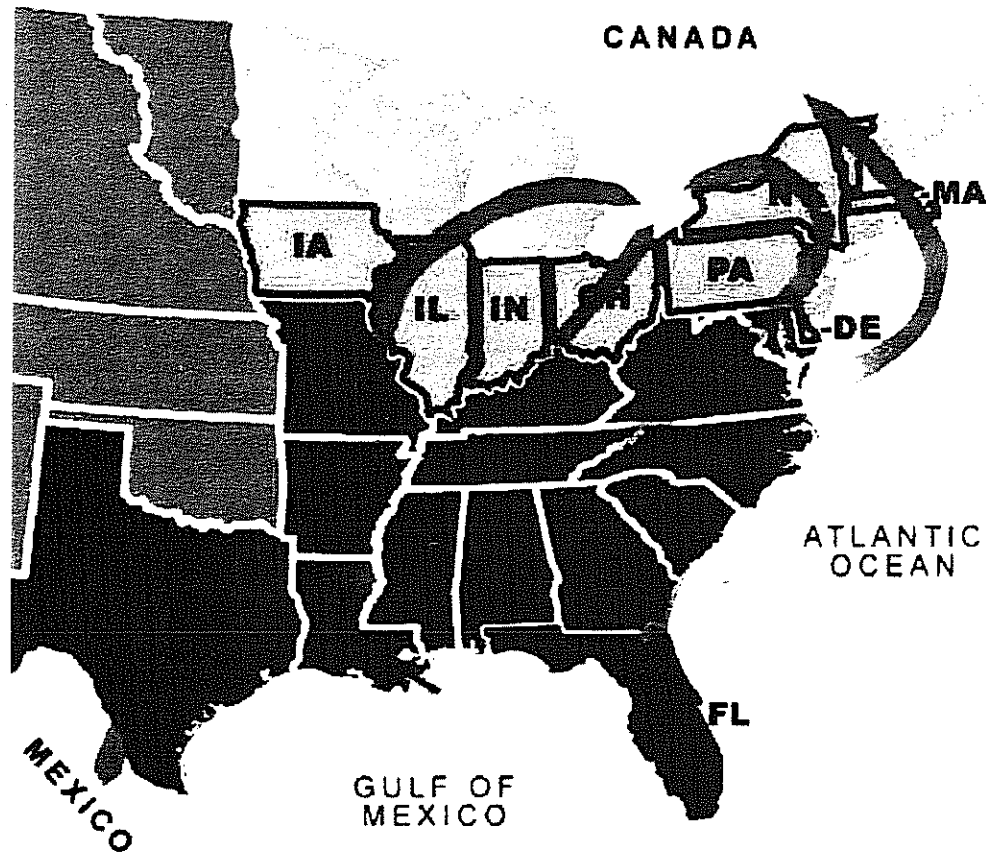 CANADA
MA
IA
IL
IN
PA
DE
ATLANTIC
OCEAN
FL
MEXICO
GULF OF
MEXICO